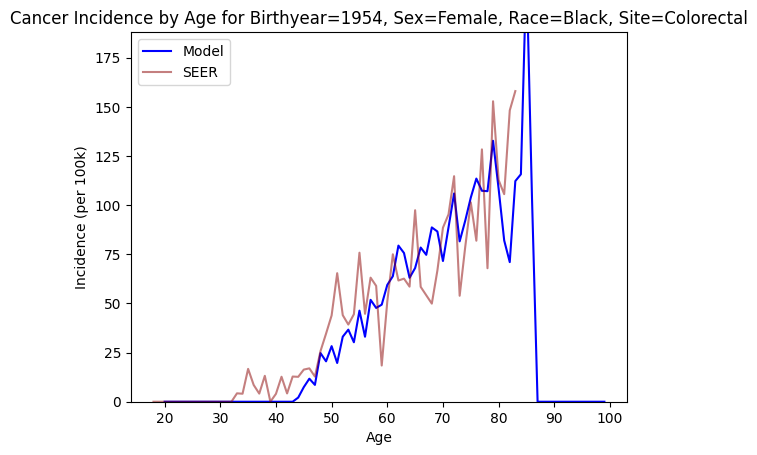 Cancer Incidence by Age for Birthyear=1954, Sex=Female, Race=Black, Site=Colorectal
Model
SEER
175
150
125
100
75
50
25
0
Incidence (per 100k)
20 30 40 50 60 70 80 90 100
Age